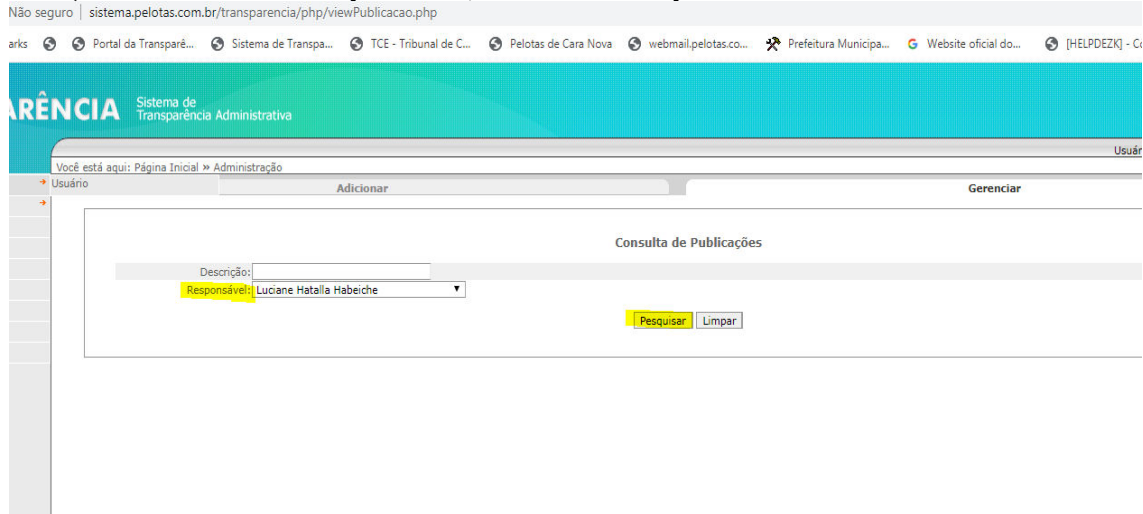 Não seguro | sistema.pelotas.com.br/transparencia/php/viewPublicacao.php
arks Portal da Transparê... Sistema de Transpa... TCE - Tribunal de C... Pelotas de Cara Nova webmail.pelotas.co... Prefeitura Municipa... Website oficial do... [HELPDEZK] - Co
ARÊNCIA Sistema de
Transparência Administrativa
Usuár
Você está aqui: Página Inicial » Administração
Usuário Adicionar Gerenciar
Consulta de Publicações
Descrição:
Responsável: Luciane Hatalla Habeiche
Pesquisar Limpar